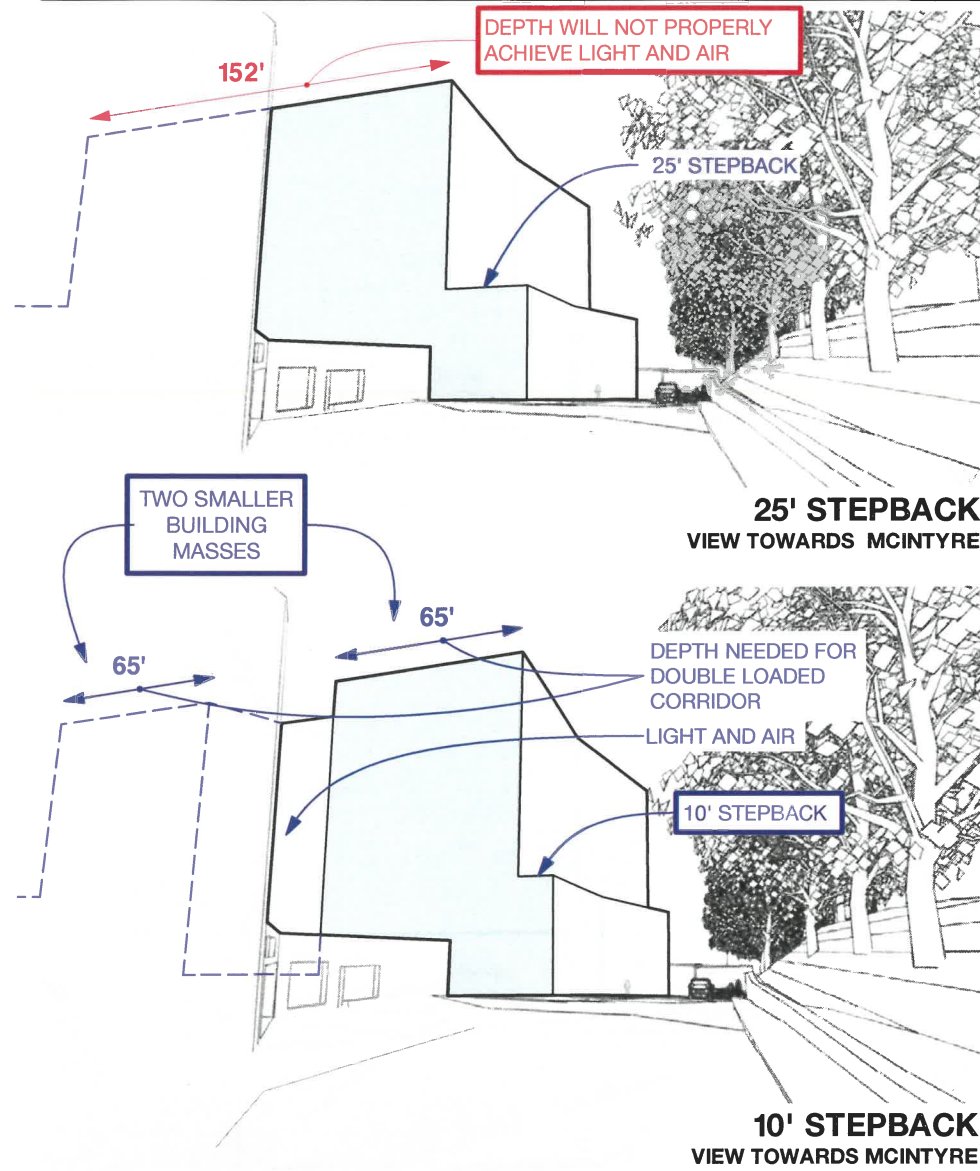 DEPTH WILL NOT PROPERLY
ACHIEVE LIGHT AND AIR
152'
25' STEPBACK
25' STEPBACK
VIEW TOWARDS MCINTYRE
TWO SMALLER
BUILDING
MASSES
65'
65'
DEPTH NEEDED FOR
DOUBLE LOADED
CORRIDOR
LIGHT AND AIR
10' STEPBACK
10' STEPBACK
VIEW TOWARDS MCINTYRE